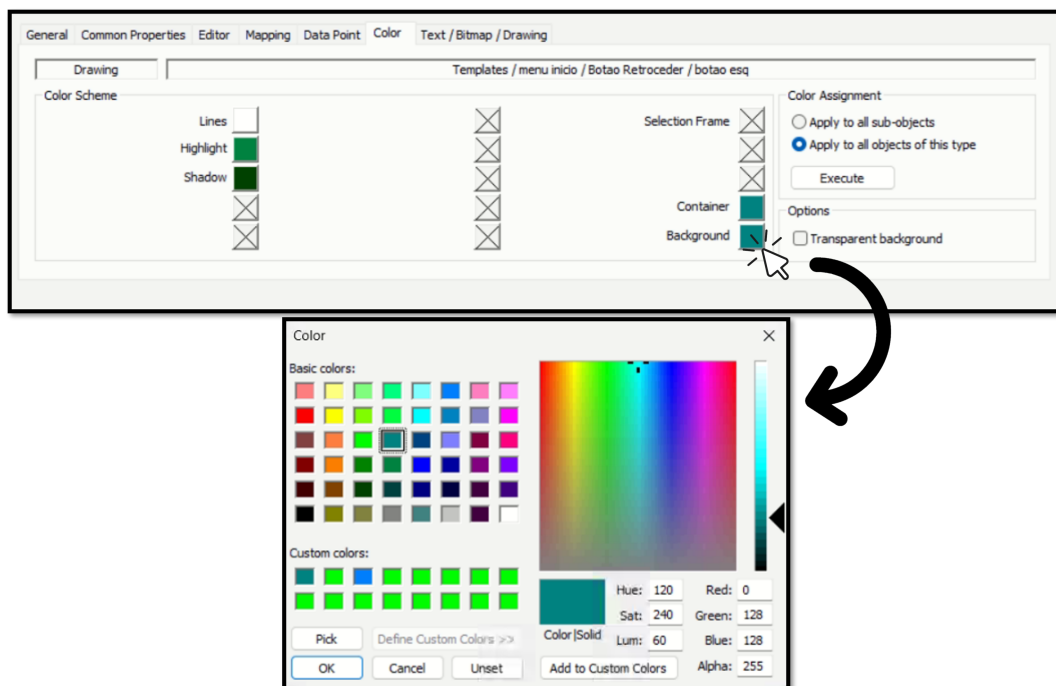 General Common Properties Editor Mapping Data Point Color Text / Bitmap / Drawing
Drawing Templates / menu inicio / Botao Retroceder / botao esq
Color Scheme Color Assignment
Lines Selection Frame Apply to all sub-objects
Highlight Apply to all objects of this type
Shadow Execute
Container Options
Background Transparent background
Color
Basic colors:
Custom colors:
Hue: 120 Red: 0
Sat: 240 Green: 128
Color|Solid Lum: 60 Blue: 128
Pick Define Custom Colors >>
OK Cancel Unset Add to Custom Colors Alpha: 255